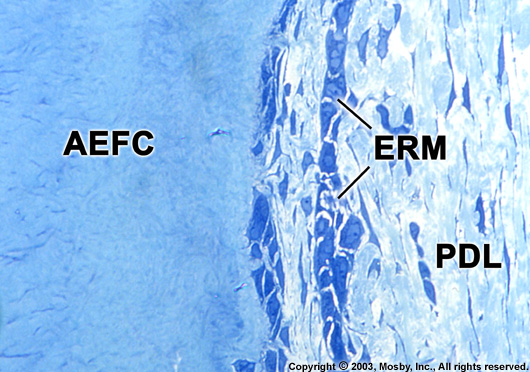 AEFC
ERM
PDL
Copyright © 2003, Mosby, Inc., All rights reserved.